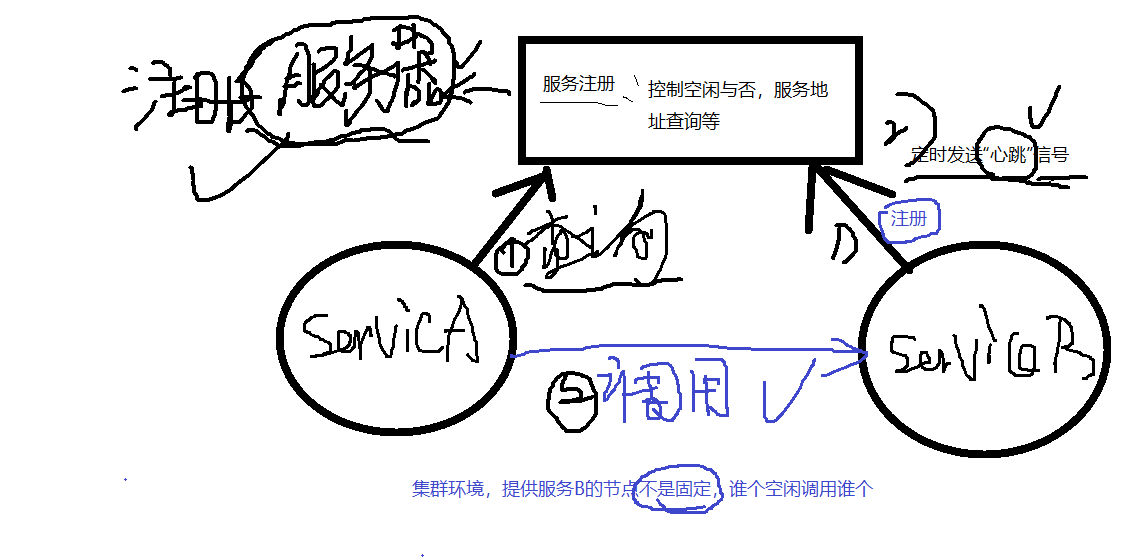 注册 服务器
服务注册、
控制空闲与否，服务地
址查询等
2)
定时发送“心跳”信号
注册
① 查询
1)
ServiCA
ServiceB
② 调用
集群环境，提供服务B的节点不是固定，谁个空闲调用谁个